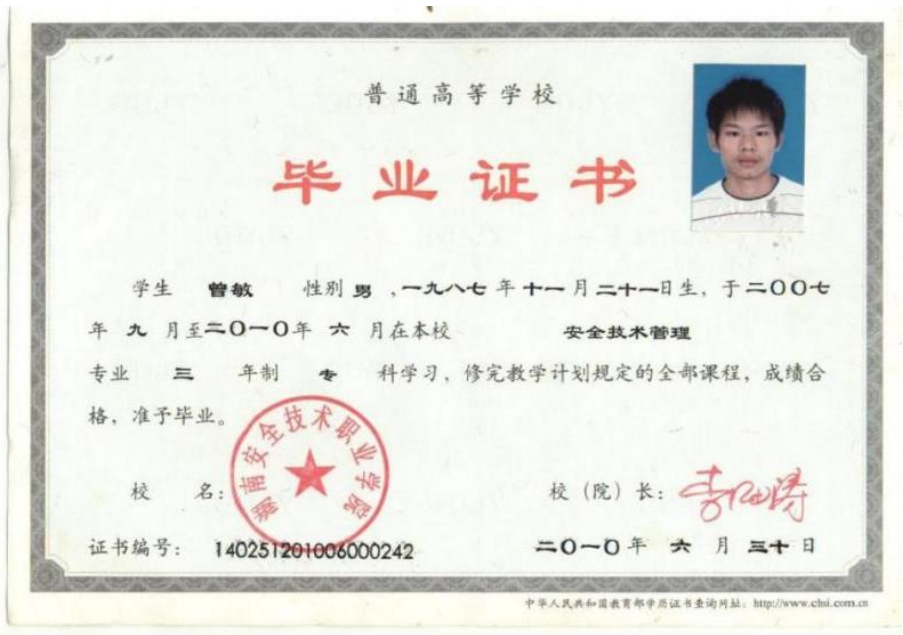 普通高等学校
毕业证书
学生 曾敏 性别 男 ,一九八七 年 十一 月 二十一日生，于二〇〇七
年 九 月至二〇一〇年 六 月在本校 安全技术管理
专业 三 年制 专 科学习，修完教学计划规定的全部课程，成绩合
格，准予毕业。
湖南安全技术职业学院
校 名： 校（院）长：
证书编号： 140251201006000242 二〇一〇 年 六 月 三十 日
中华人民共和国教育部学历证书查询网址：http://www.chsi.com.cn